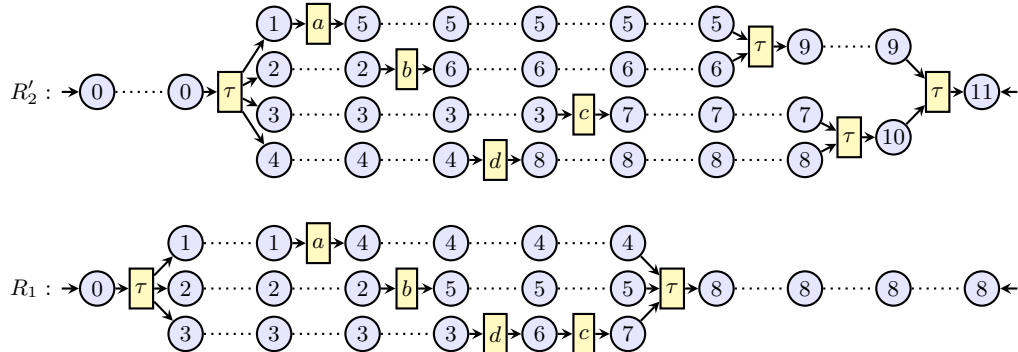 1 a 5 5 5 5 5
τ 9 9
2 2 b 6 6 6 6
R′₂ : 0 0 τ τ 11
3 3 3 3 c 7 7 7
τ 10
4 4 4 d 8 8 8 8
1 1 a 4 4 4 4
R₁ : 0 τ 2 2 2 b 5 5 5 τ 8 8 8 8
3 3 3 3 d 6 c 7